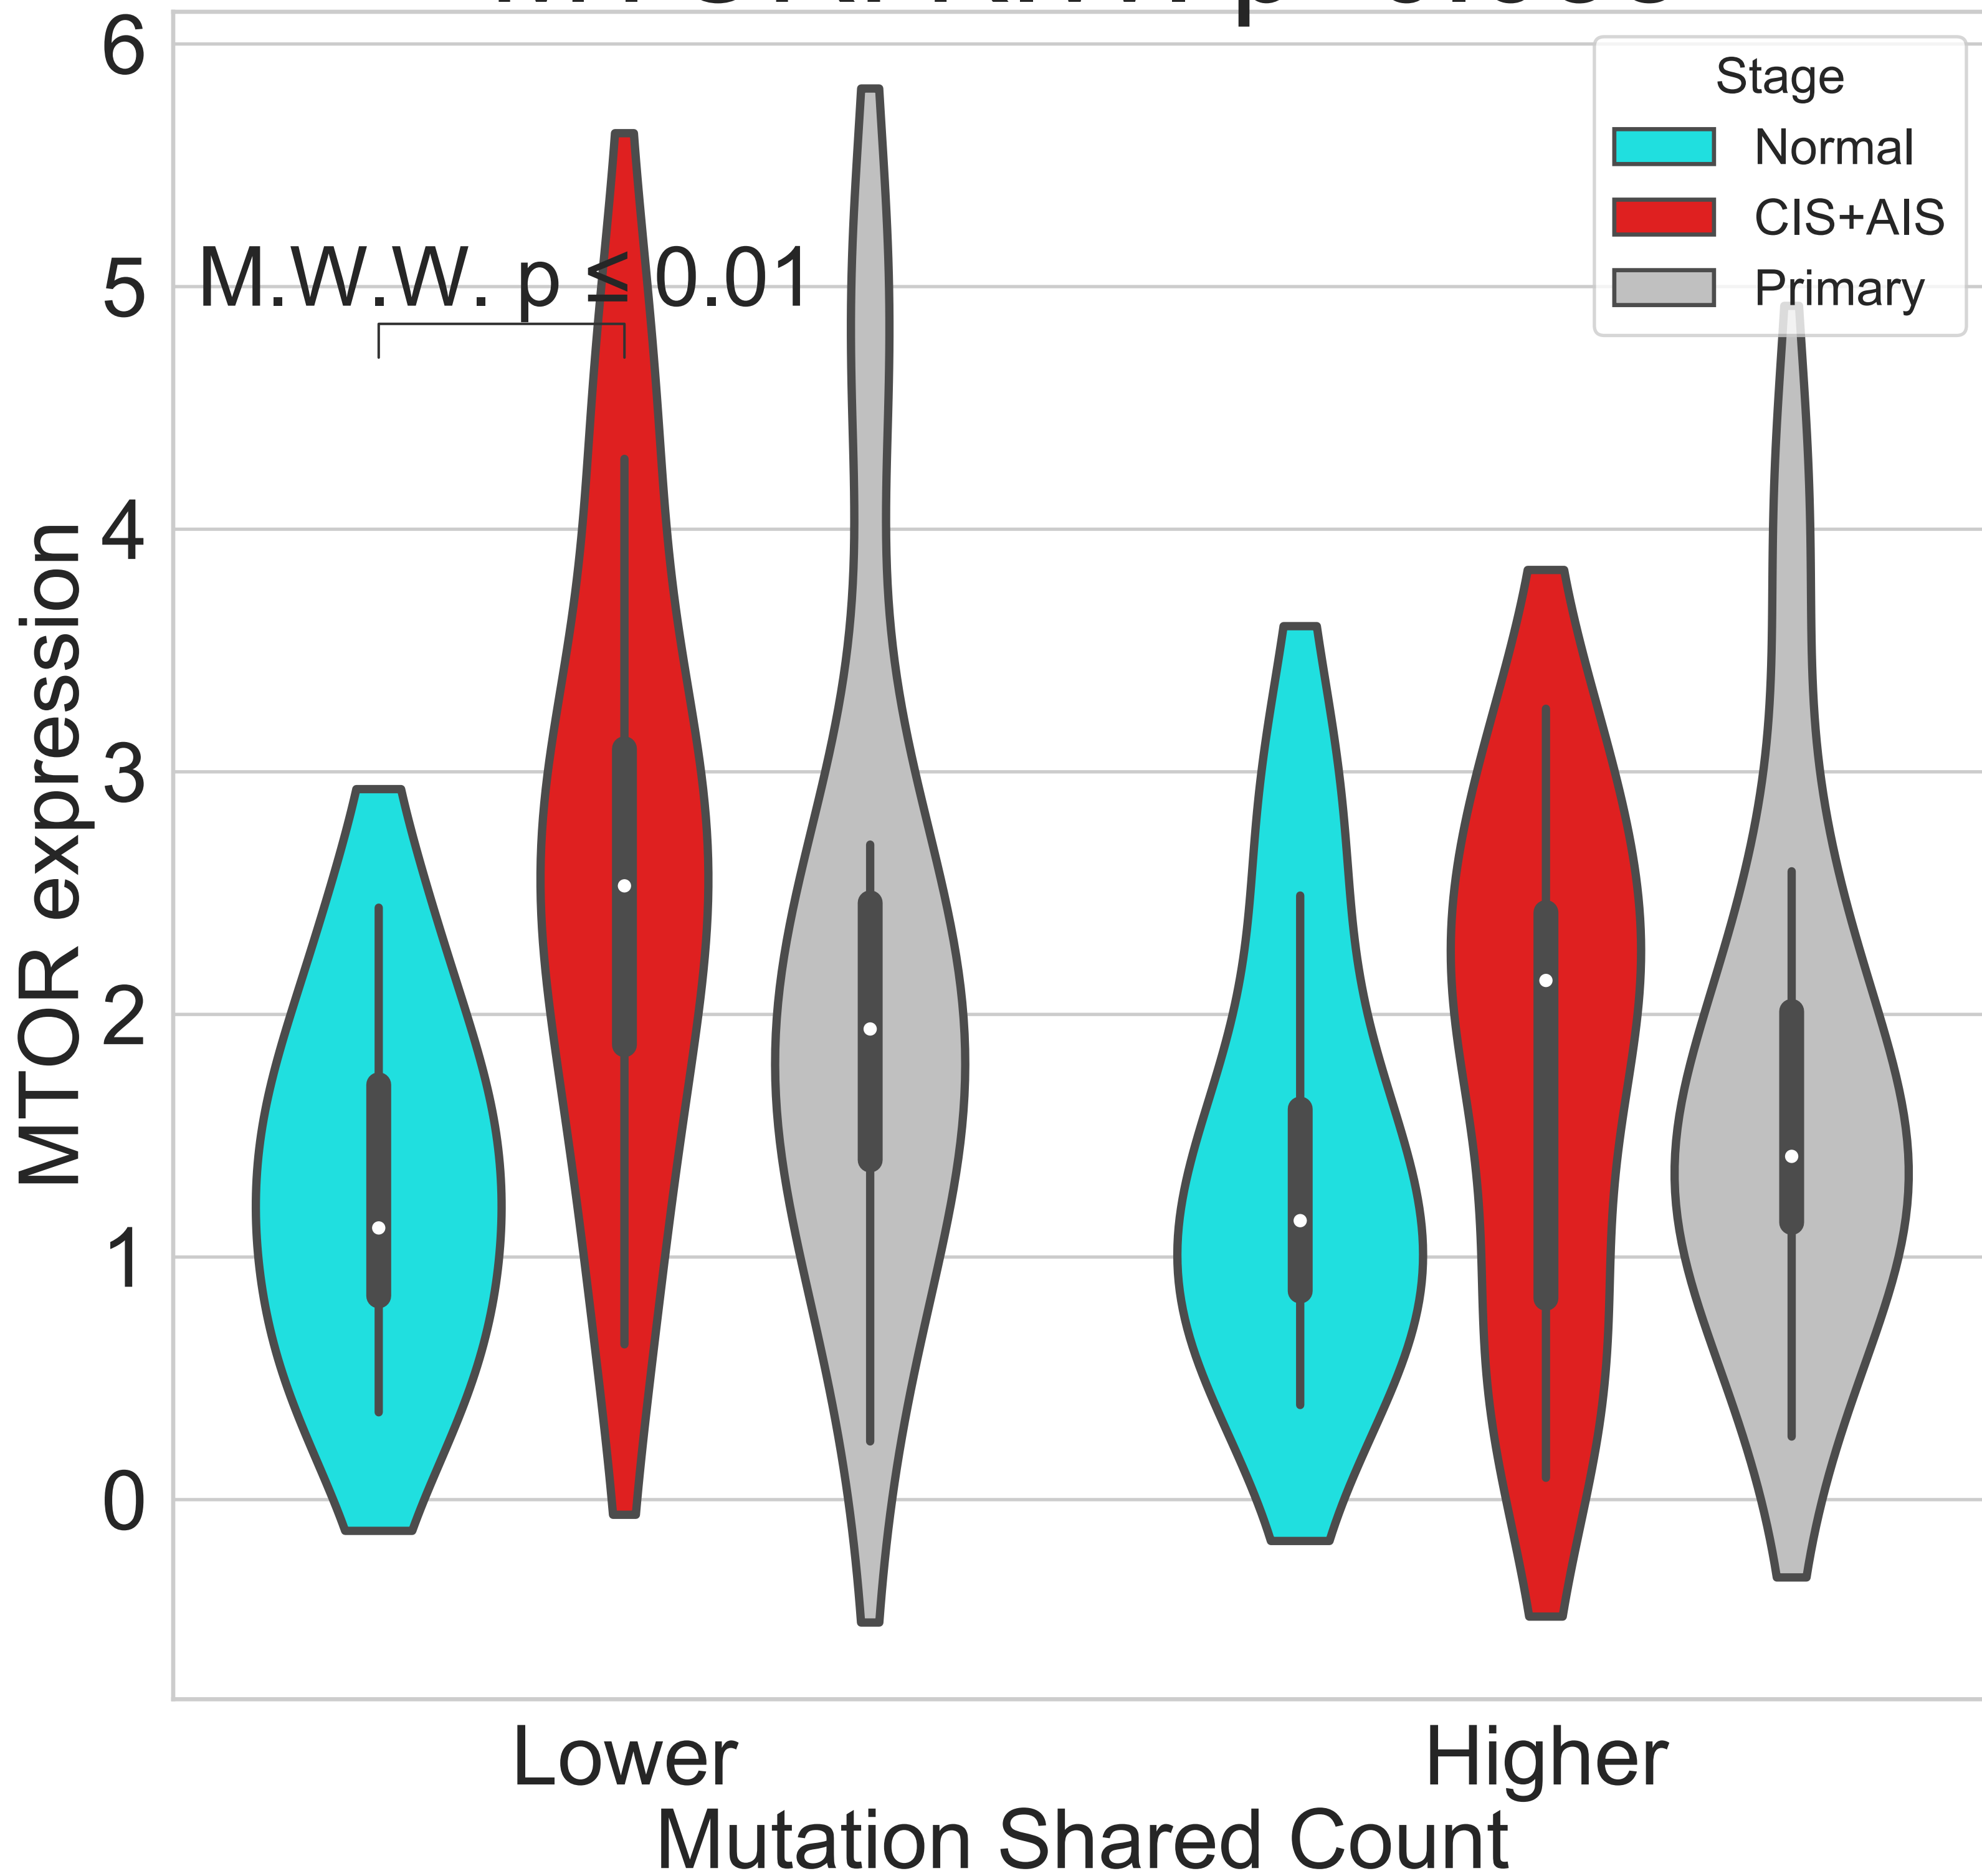 6
5
4
3
2
1
0
MTOR expression
M.W.W. p ≤ 0.01
Stage
Normal
CIS+AIS
Primary
Lower
Higher
Mutation Shared Count